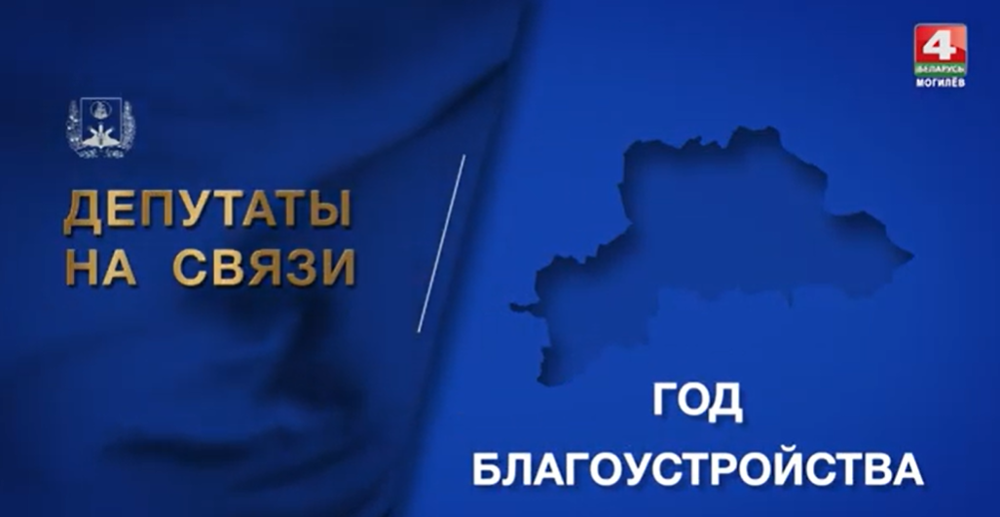 4
БЕЛАРУСЬ
МОГИЛЁВ
ДЕПУТАТЫ
НА СВЯЗИ
ГОД
БЛАГОУСТРОЙСТВА